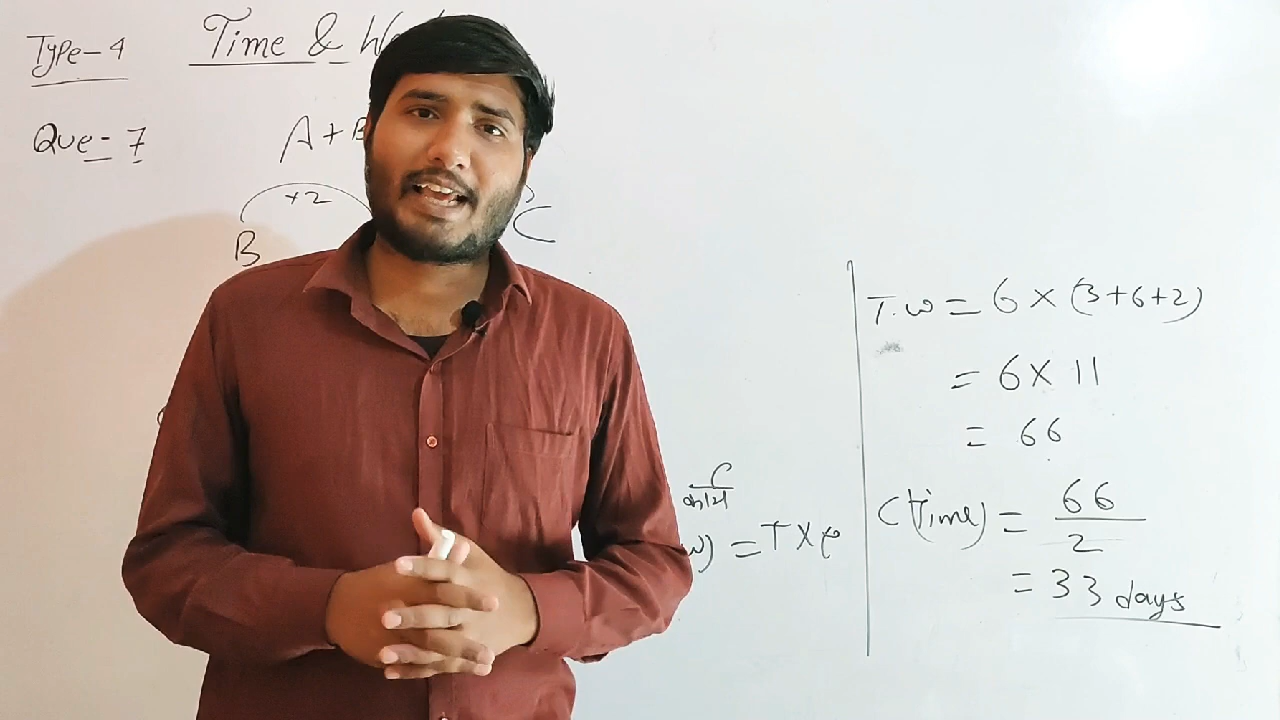 Type-4
Time & W
Que-7
A+B
+2
B
C
T.W = 6 × (3+6+2)
= 6 × 11
= 66
C
W) = T × e
C(Time) = 66
2
= 33 days